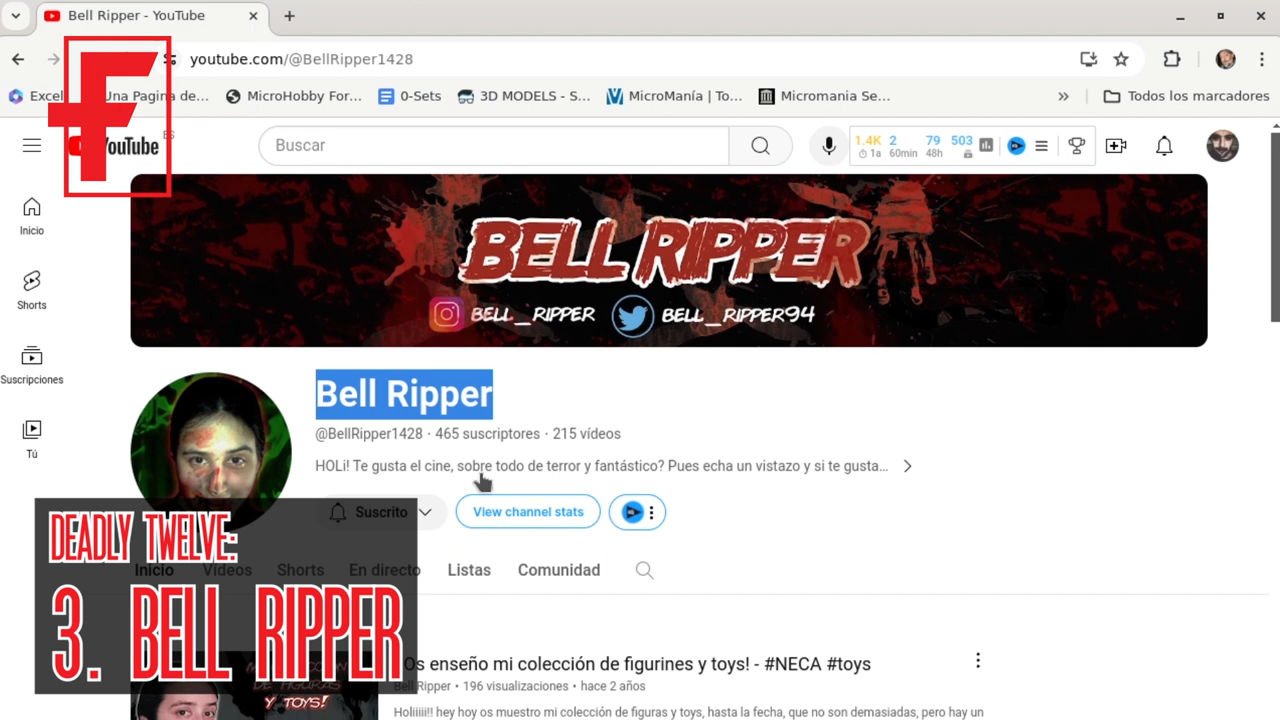 Bell Ripper - YouTube
youtube.com/@BellRipper1428
Excel
Una Pagina de...
MicroHobby For...
0-Sets
3D MODELS - S...
MicroManía | To...
Micromania Se...
»
Todos los marcadores
F
YouTube
ES
Buscar
1.4K 2 79 503
1a 60min 48h
Inicio
Shorts
Suscripciones
Tú
BELL RIPPER
BELL_RIPPER
BELL_RIPPER94
Bell Ripper
@BellRipper1428 · 465 suscriptores · 215 vídeos
HOLi! Te gusta el cine, sobre todo de terror y fantástico? Pues echa un vistazo y si te gusta...
Suscrito
View channel stats
DEADLY TWELVE:
3. BELL RIPPER
Inicio
Vídeos
Shorts
En directo
Listas
Comunidad
Os enseño mi colección de figurines y toys! - #NECA #toys
Bell Ripper • 196 visualizaciones • hace 2 años
Holiiiiii!! hey hoy os muestro mi colección de figuras y toys, hasta la fecha, que no son demasiadas, pero hay un
DE FIGURAS
Y TOYS!